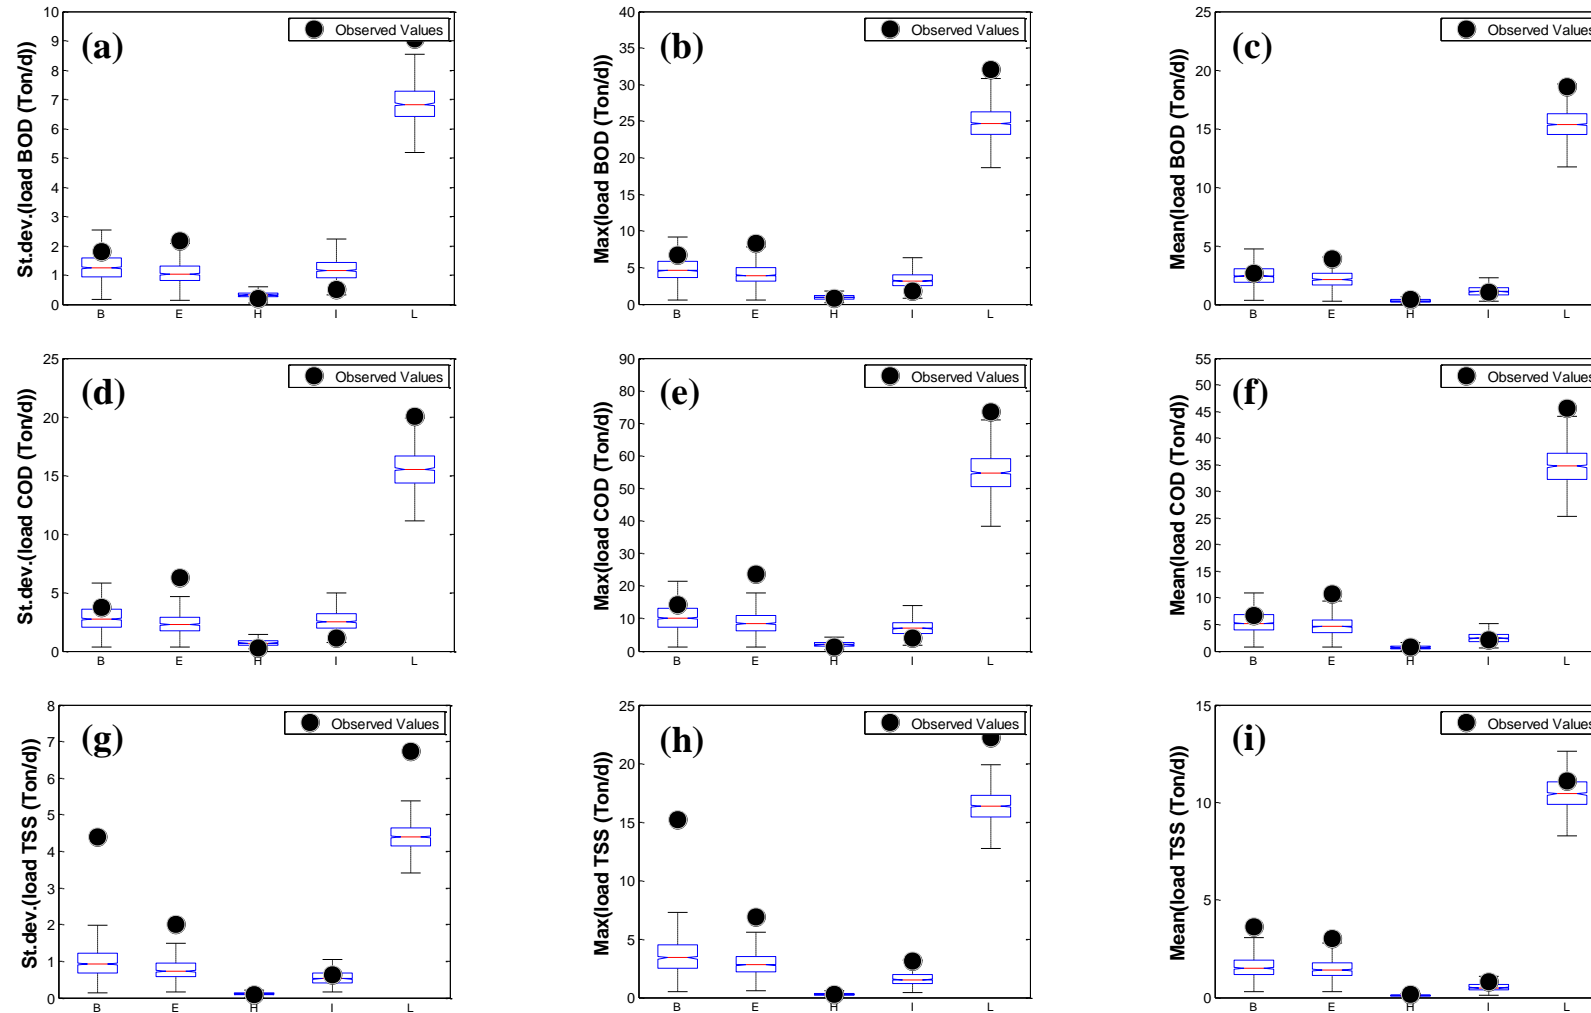 (a)
St.dev.(load BOD (Ton/d))
10
9
8
7
6
5
4
3
2
1
0
B E H I L
Observed Values
(b)
Max(load BOD (Ton/d))
40
35
30
25
20
15
10
5
0
B E H I L
Observed Values
(c)
Mean(load BOD (Ton/d))
25
20
15
10
5
0
B E H I L
Observed Values
(d)
St.dev.(load COD (Ton/d))
25
20
15
10
5
0
B E H I L
Observed Values
(e)
Max(load COD (Ton/d))
90
80
70
60
50
40
30
20
10
0
B E H I L
Observed Values
(f)
Mean(load COD (Ton/d))
55
50
45
40
35
30
25
20
15
10
5
0
B E H I L
Observed Values
(g)
St.dev.(load TSS (Ton/d))
8
7
6
5
4
3
2
1
0
B E H I L
Observed Values
(h)
Max(load TSS (Ton/d))
25
20
15
10
5
0
B E H I L
Observed Values
(i)
Mean(load TSS (Ton/d))
15
10
5
0
B E H I L
Observed Values